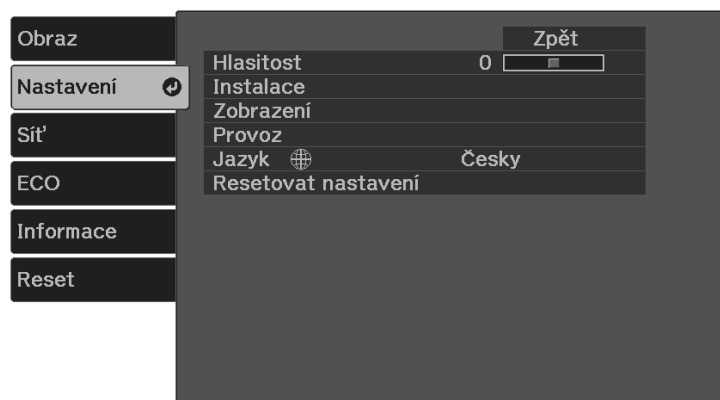 Obraz
Nastavení
Síť
ECO
Informace
Reset
Zpět
Hlasitost 0
Instalace
Zobrazení
Provoz
Jazyk Česky
Resetovat nastavení